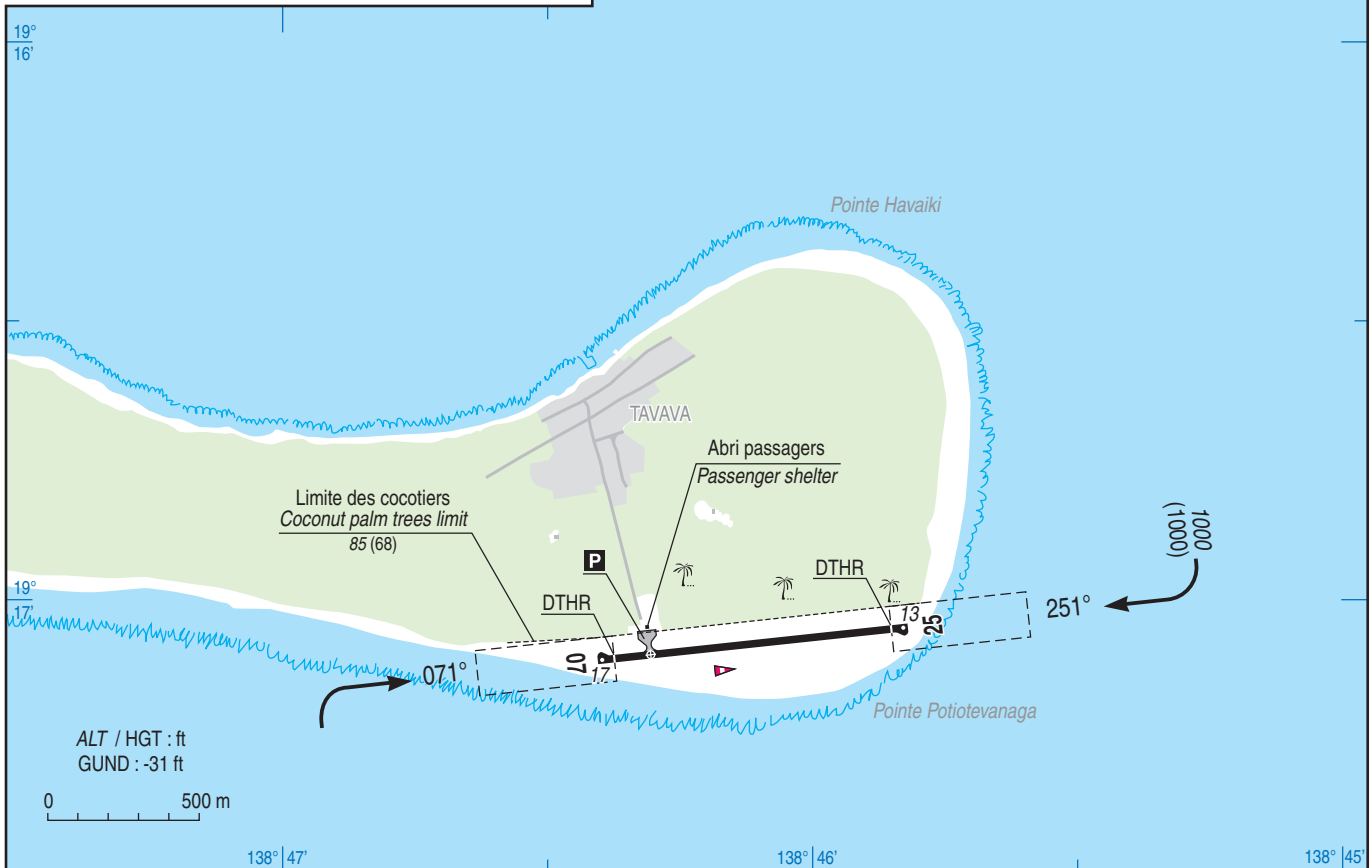 19°
16'
Pointe Havaiki
TAVAVA
Abri passagers
Passenger shelter
Limite des cocotiers
Coconut palm trees limit
85 (68)
1000
(1000)
P
DTHR
19°
17'
DTHR
13
25
251°
07
17
071°
Pointe Potiotevanaga
ALT / HGT : ft
GUND : -31 ft
0 500 m
138° 47'
138° 46'
138° 45'